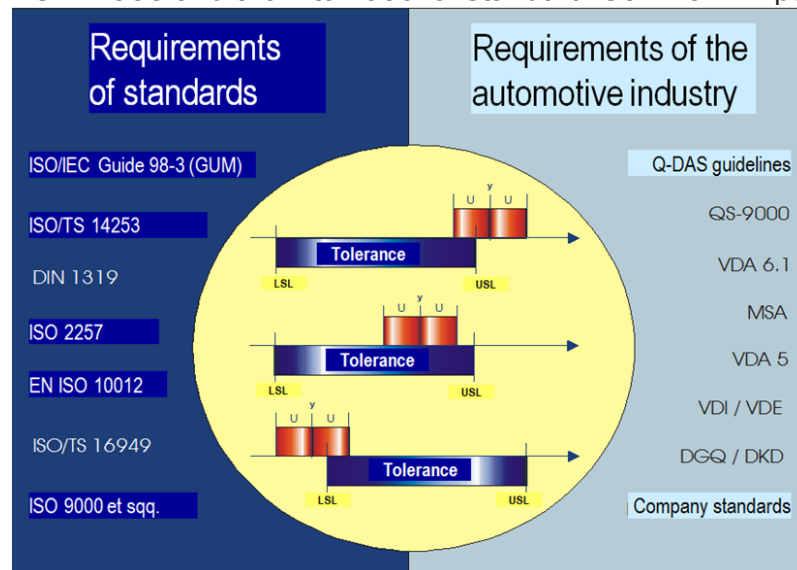 Requirements
of standards
Requirements of the
automotive industry
ISO/IEC Guide 98-3 (GUM)
ISO/TS 14253
DIN 1319
ISO 2257
EN ISO 10012
ISO/TS 16949
ISO 9000 et sqq.
y
U U
Tolerance
LSL USL
y
U U
Tolerance
LSL USL
y
U U
Tolerance
LSL USL
Q-DAS guidelines
QS-9000
VDA 6.1
MSA
VDA 5
VDI / VDE
DGQ / DKD
Company standards